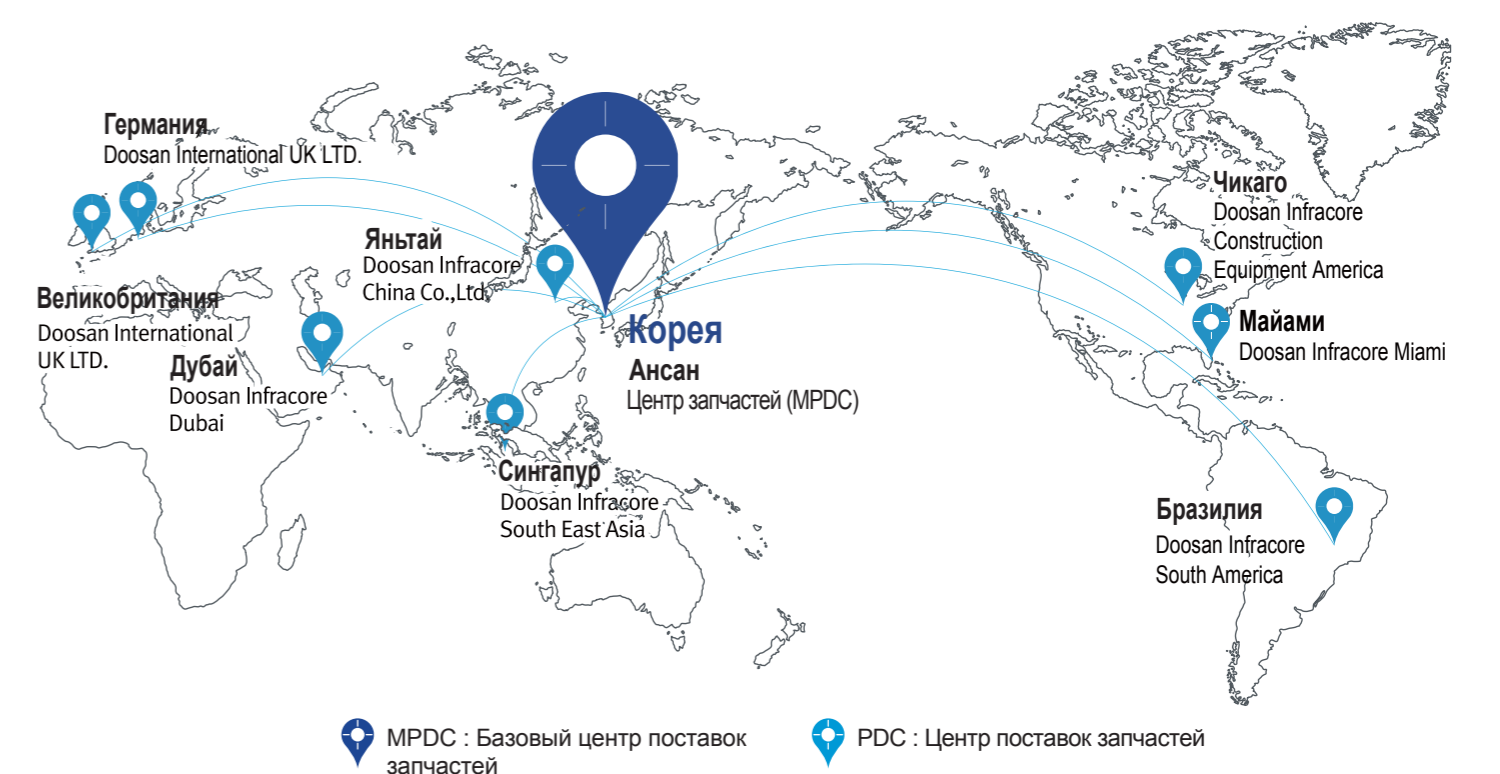 Германия
Doosan International UK LTD.
Чикаго
Doosan Infracore
Construction
Equipment America
Яньтай
Doosan Infracore
China Co.,Ltd
Великобритания
Doosan International
UK LTD.
Дубай
Doosan Infracore
Dubai
Корея
Ансан
Центр запчастей (MPDC)
Майами
Doosan Infracore Miami
Сингапур
Doosan Infracore
South East Asia
Бразилия
Doosan Infracore
South America
MPDC : Базовый центр поставок
запчастей
PDC : Центр поставок запчастей